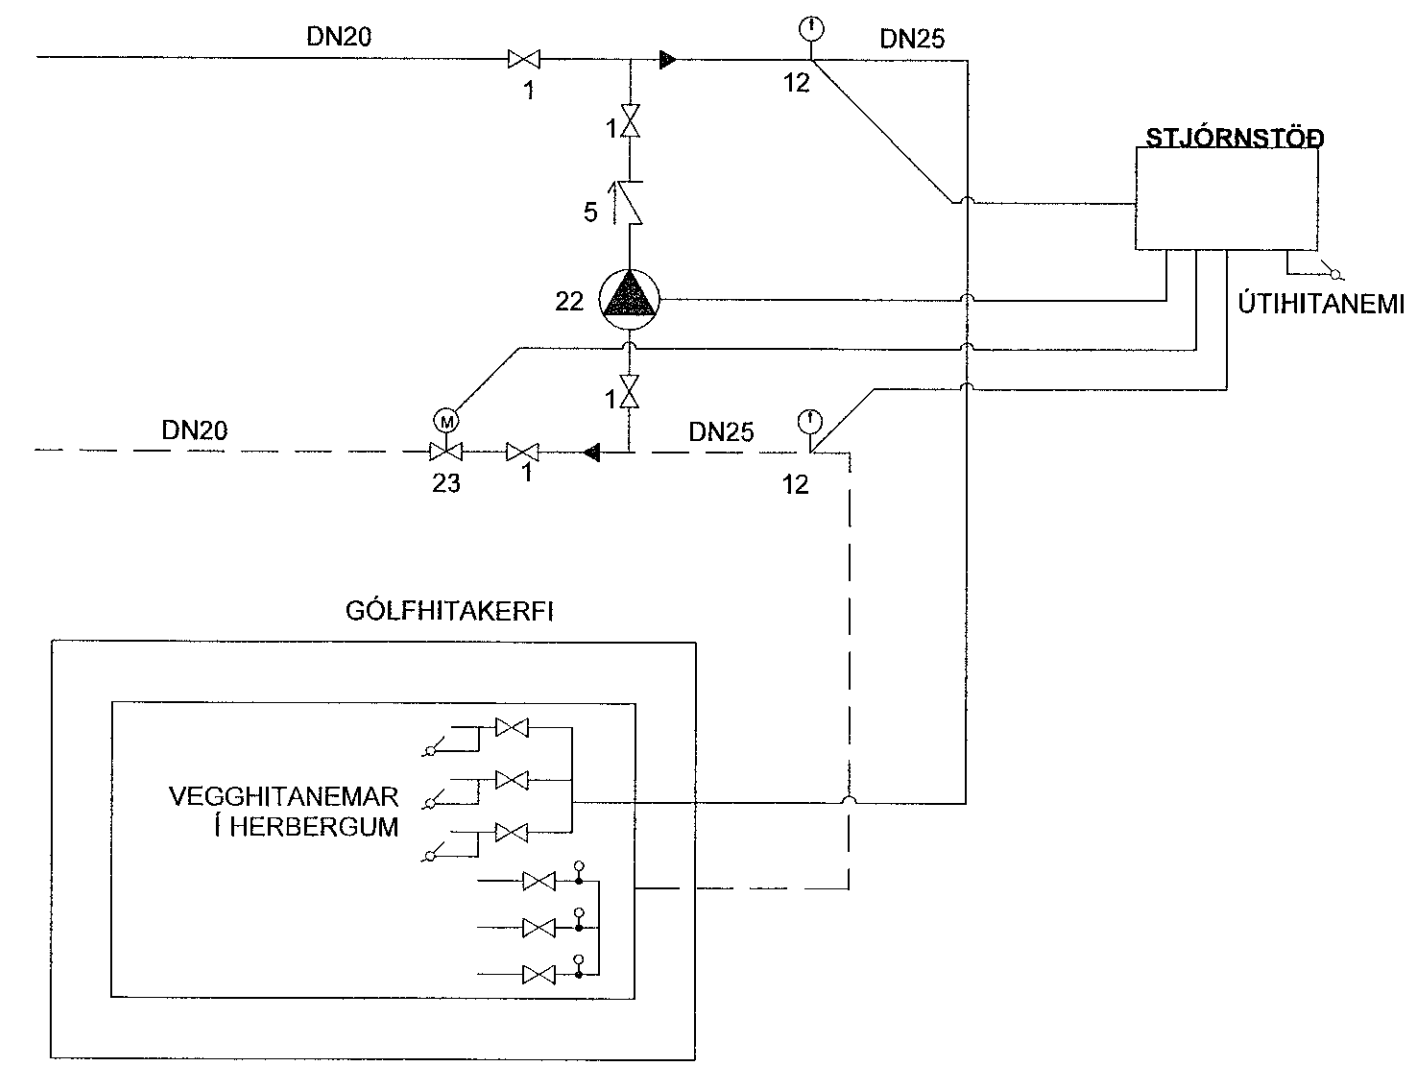 DN20
DN25
1
12
STJÓRNSTÖÐ
1
5
22
ÚTIHITANEMI
1
M
DN20
DN25
1
23
12
GÓLFHITAKERFI
VEGGHITANEMAR
Í HERBERGUM